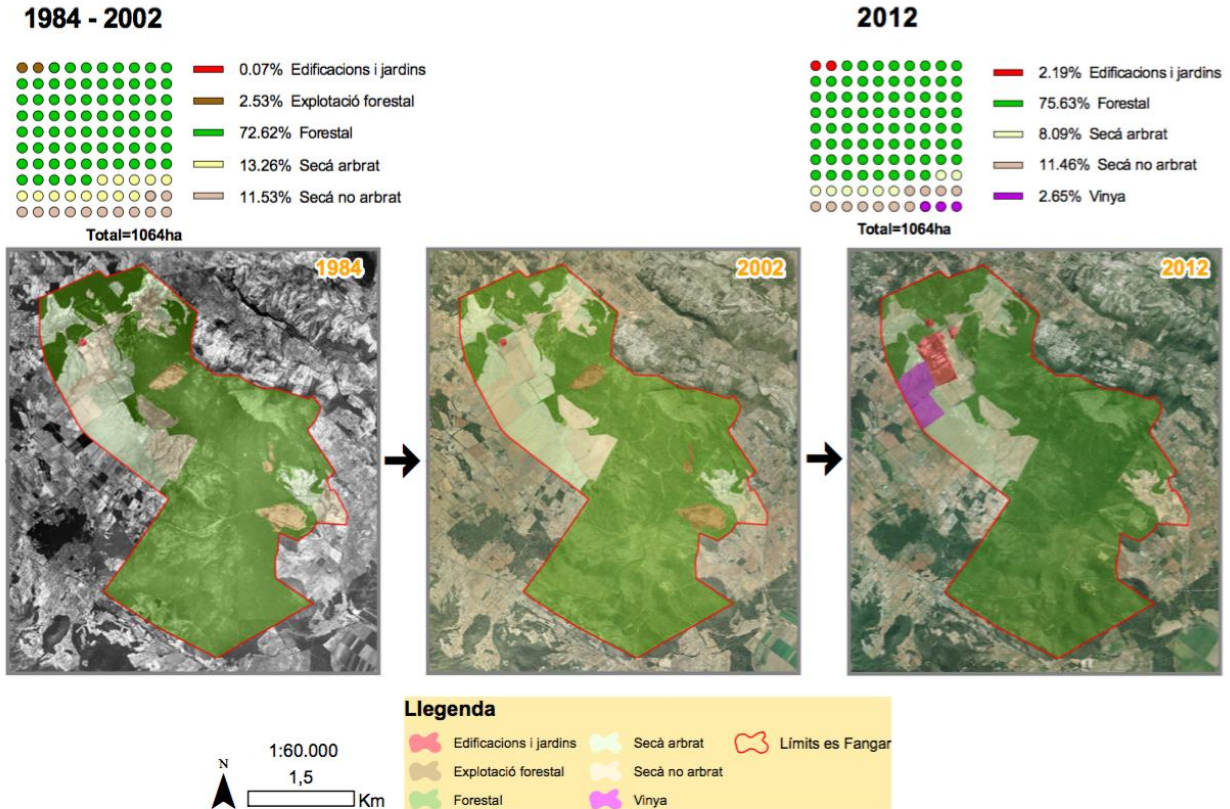 1984 - 2002
0.07% Edificacions i jardins
2.53% Explotació forestal
72.62% Forestal
13.26% Secá arbrat
11.53% Secá no arbrat
Total=1064ha
2012
2.19% Edificacions i jardins
75.63% Forestal
8.09% Secá arbrat
11.46% Secá no arbrat
2.65% Vinya
Total=1064ha
1984
2002
2012
Llegenda
Edificacions i jardins
Explotació forestal
Forestal
Secà arbrat
Secà no arbrat
Vinya
Límits es Fangar
N
1:60.000
1,5
Km